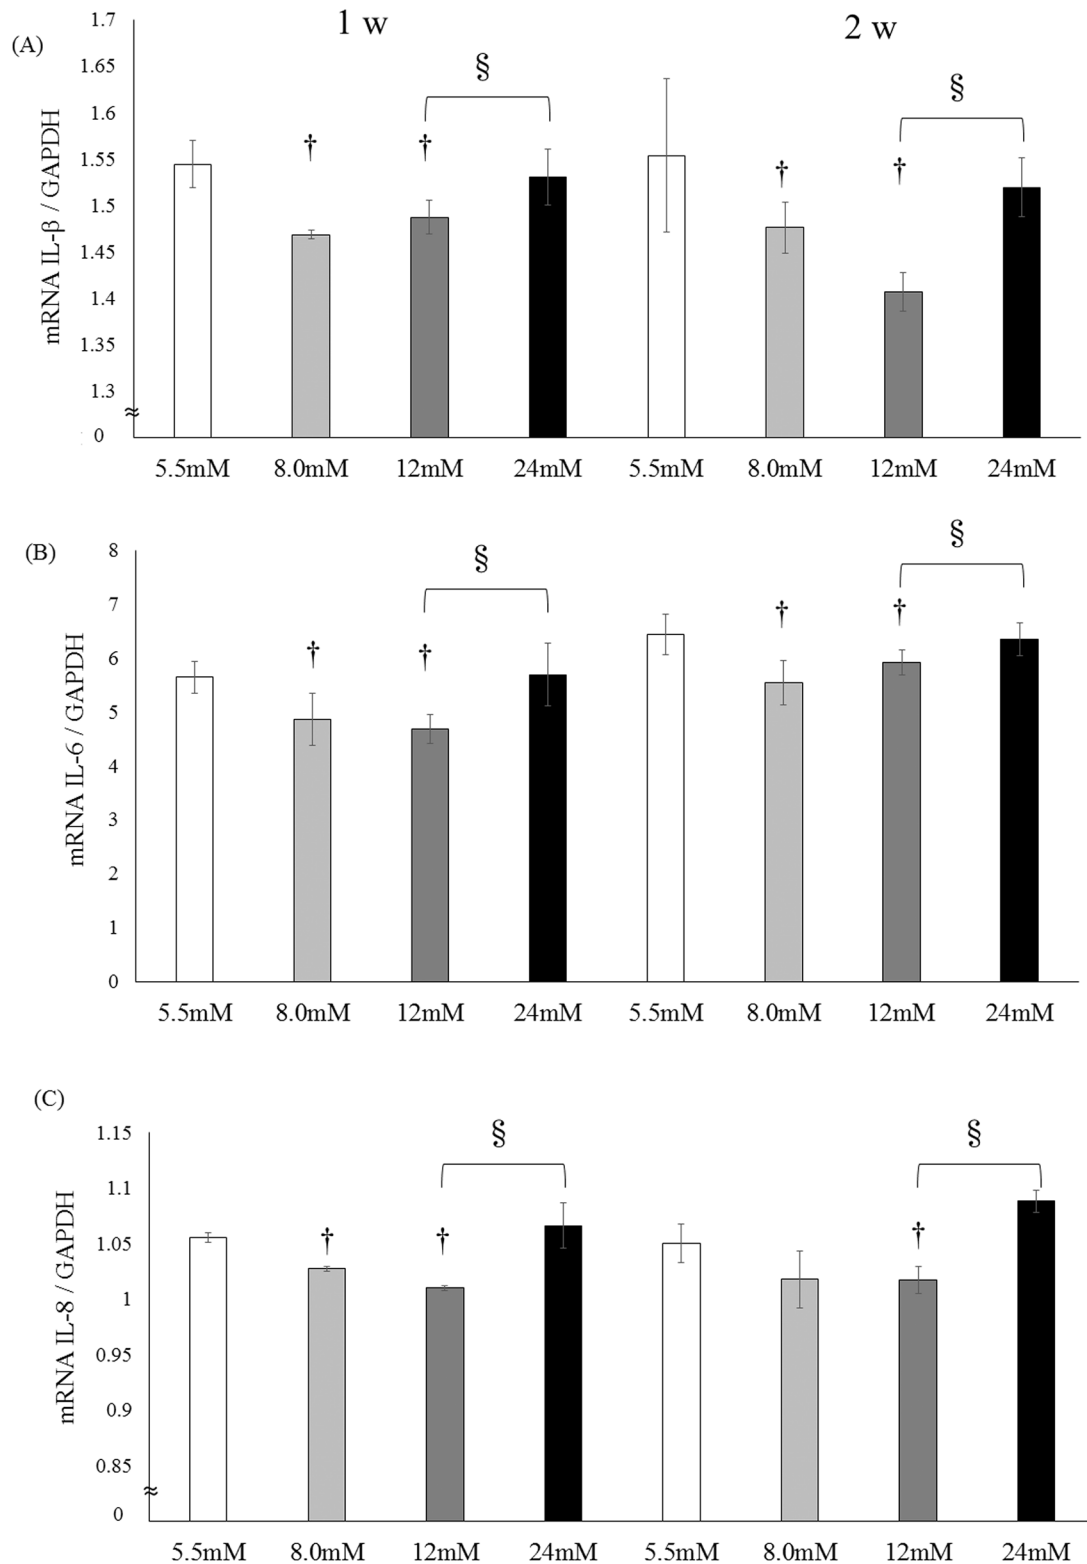 1 w 2 w
(A)
mRNA IL-β / GAPDH
1.7
1.65
1.6
1.55
1.5
1.45
1.4
1.35
1.3
≈
0
§ §
† † † †
5.5mM 8.0mM 12mM 24mM 5.5mM 8.0mM 12mM 24mM
(B)
mRNA IL-6 / GAPDH
8
7
6
5
4
3
2
1
0
§ §
† † † †
5.5mM 8.0mM 12mM 24mM 5.5mM 8.0mM 12mM 24mM
(C)
mRNA IL-8 / GAPDH
1.15
1.1
1.05
1
0.95
0.9
0.85
≈
0
§ §
† † †
5.5mM 8.0mM 12mM 24mM 5.5mM 8.0mM 12mM 24mM